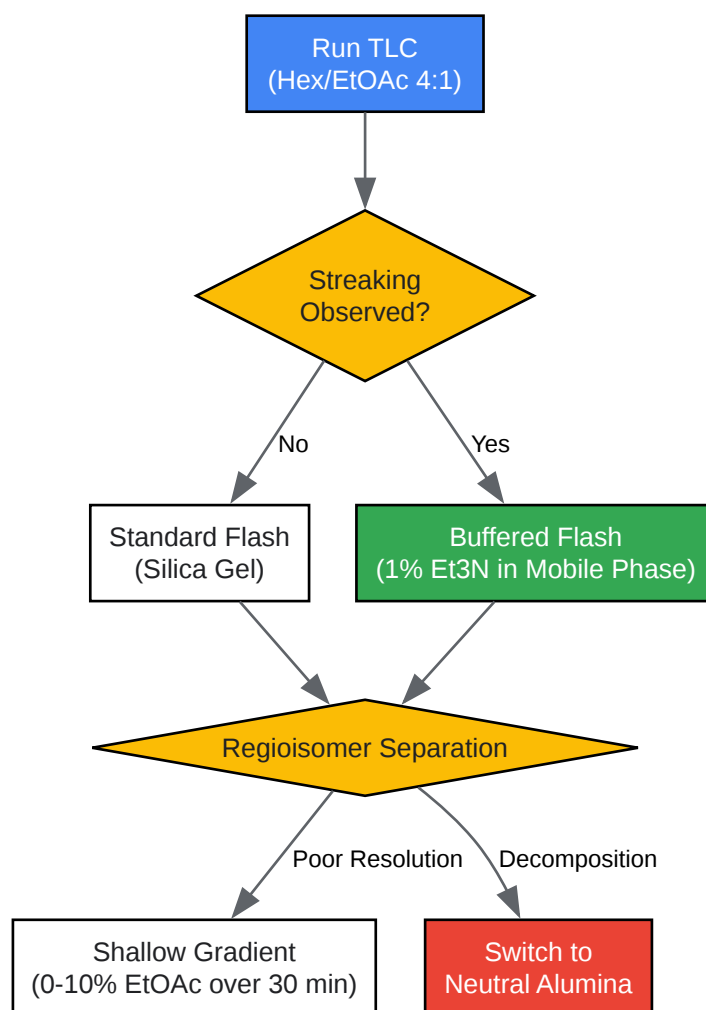 Run TLC
(Hex/EtOAc 4:1)
Streaking
Observed?
No
Yes
Standard Flash
(Silica Gel)
Buffered Flash
(1% Et3N in Mobile Phase)
Regioisomer Separation
Poor Resolution
Decomposition
Shallow Gradient
(0-10% EtOAc over 30 min)
Switch to
Neutral Alumina